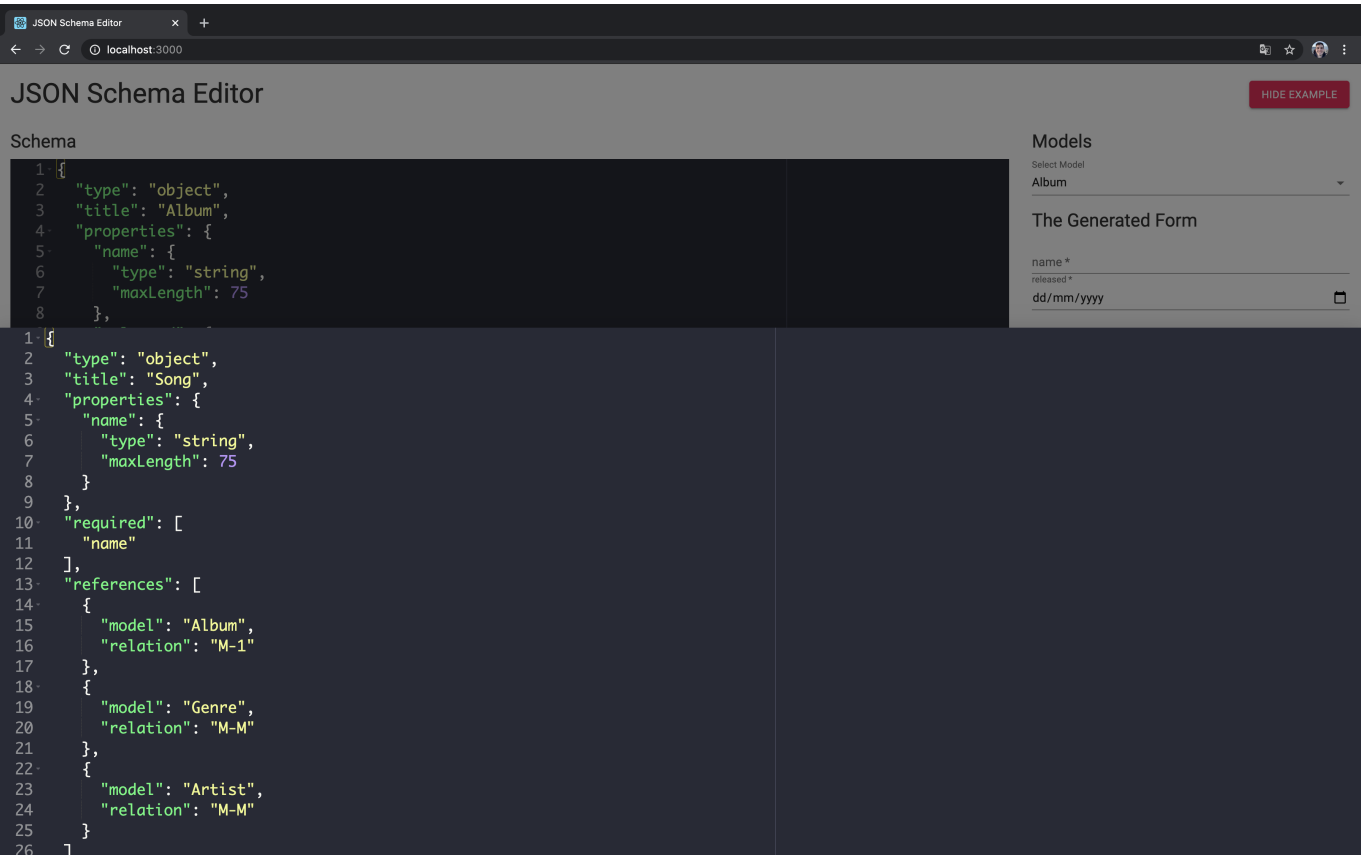 JSON Schema Editor
localhost:3000
JSON Schema Editor
HIDE EXAMPLE
Schema
1 {
2 "type": "object",
3 "title": "Album",
4 "properties": {
5 "name": {
6 "type": "string",
7 "maxLength": 75
8 },
Models
Select Model
Album
The Generated Form
name *
released *
dd/mm/yyyy
1 {
2 "type": "object",
3 "title": "Song",
4 "properties": {
5 "name": {
6 "type": "string",
7 "maxLength": 75
8 }
9 },
10 "required": [
11 "name"
12 ],
13 "references": [
14 {
15 "model": "Album",
16 "relation": "M-1"
17 },
18 {
19 "model": "Genre",
20 "relation": "M-M"
21 },
22 {
23 "model": "Artist",
24 "relation": "M-M"
25 }
26 ]